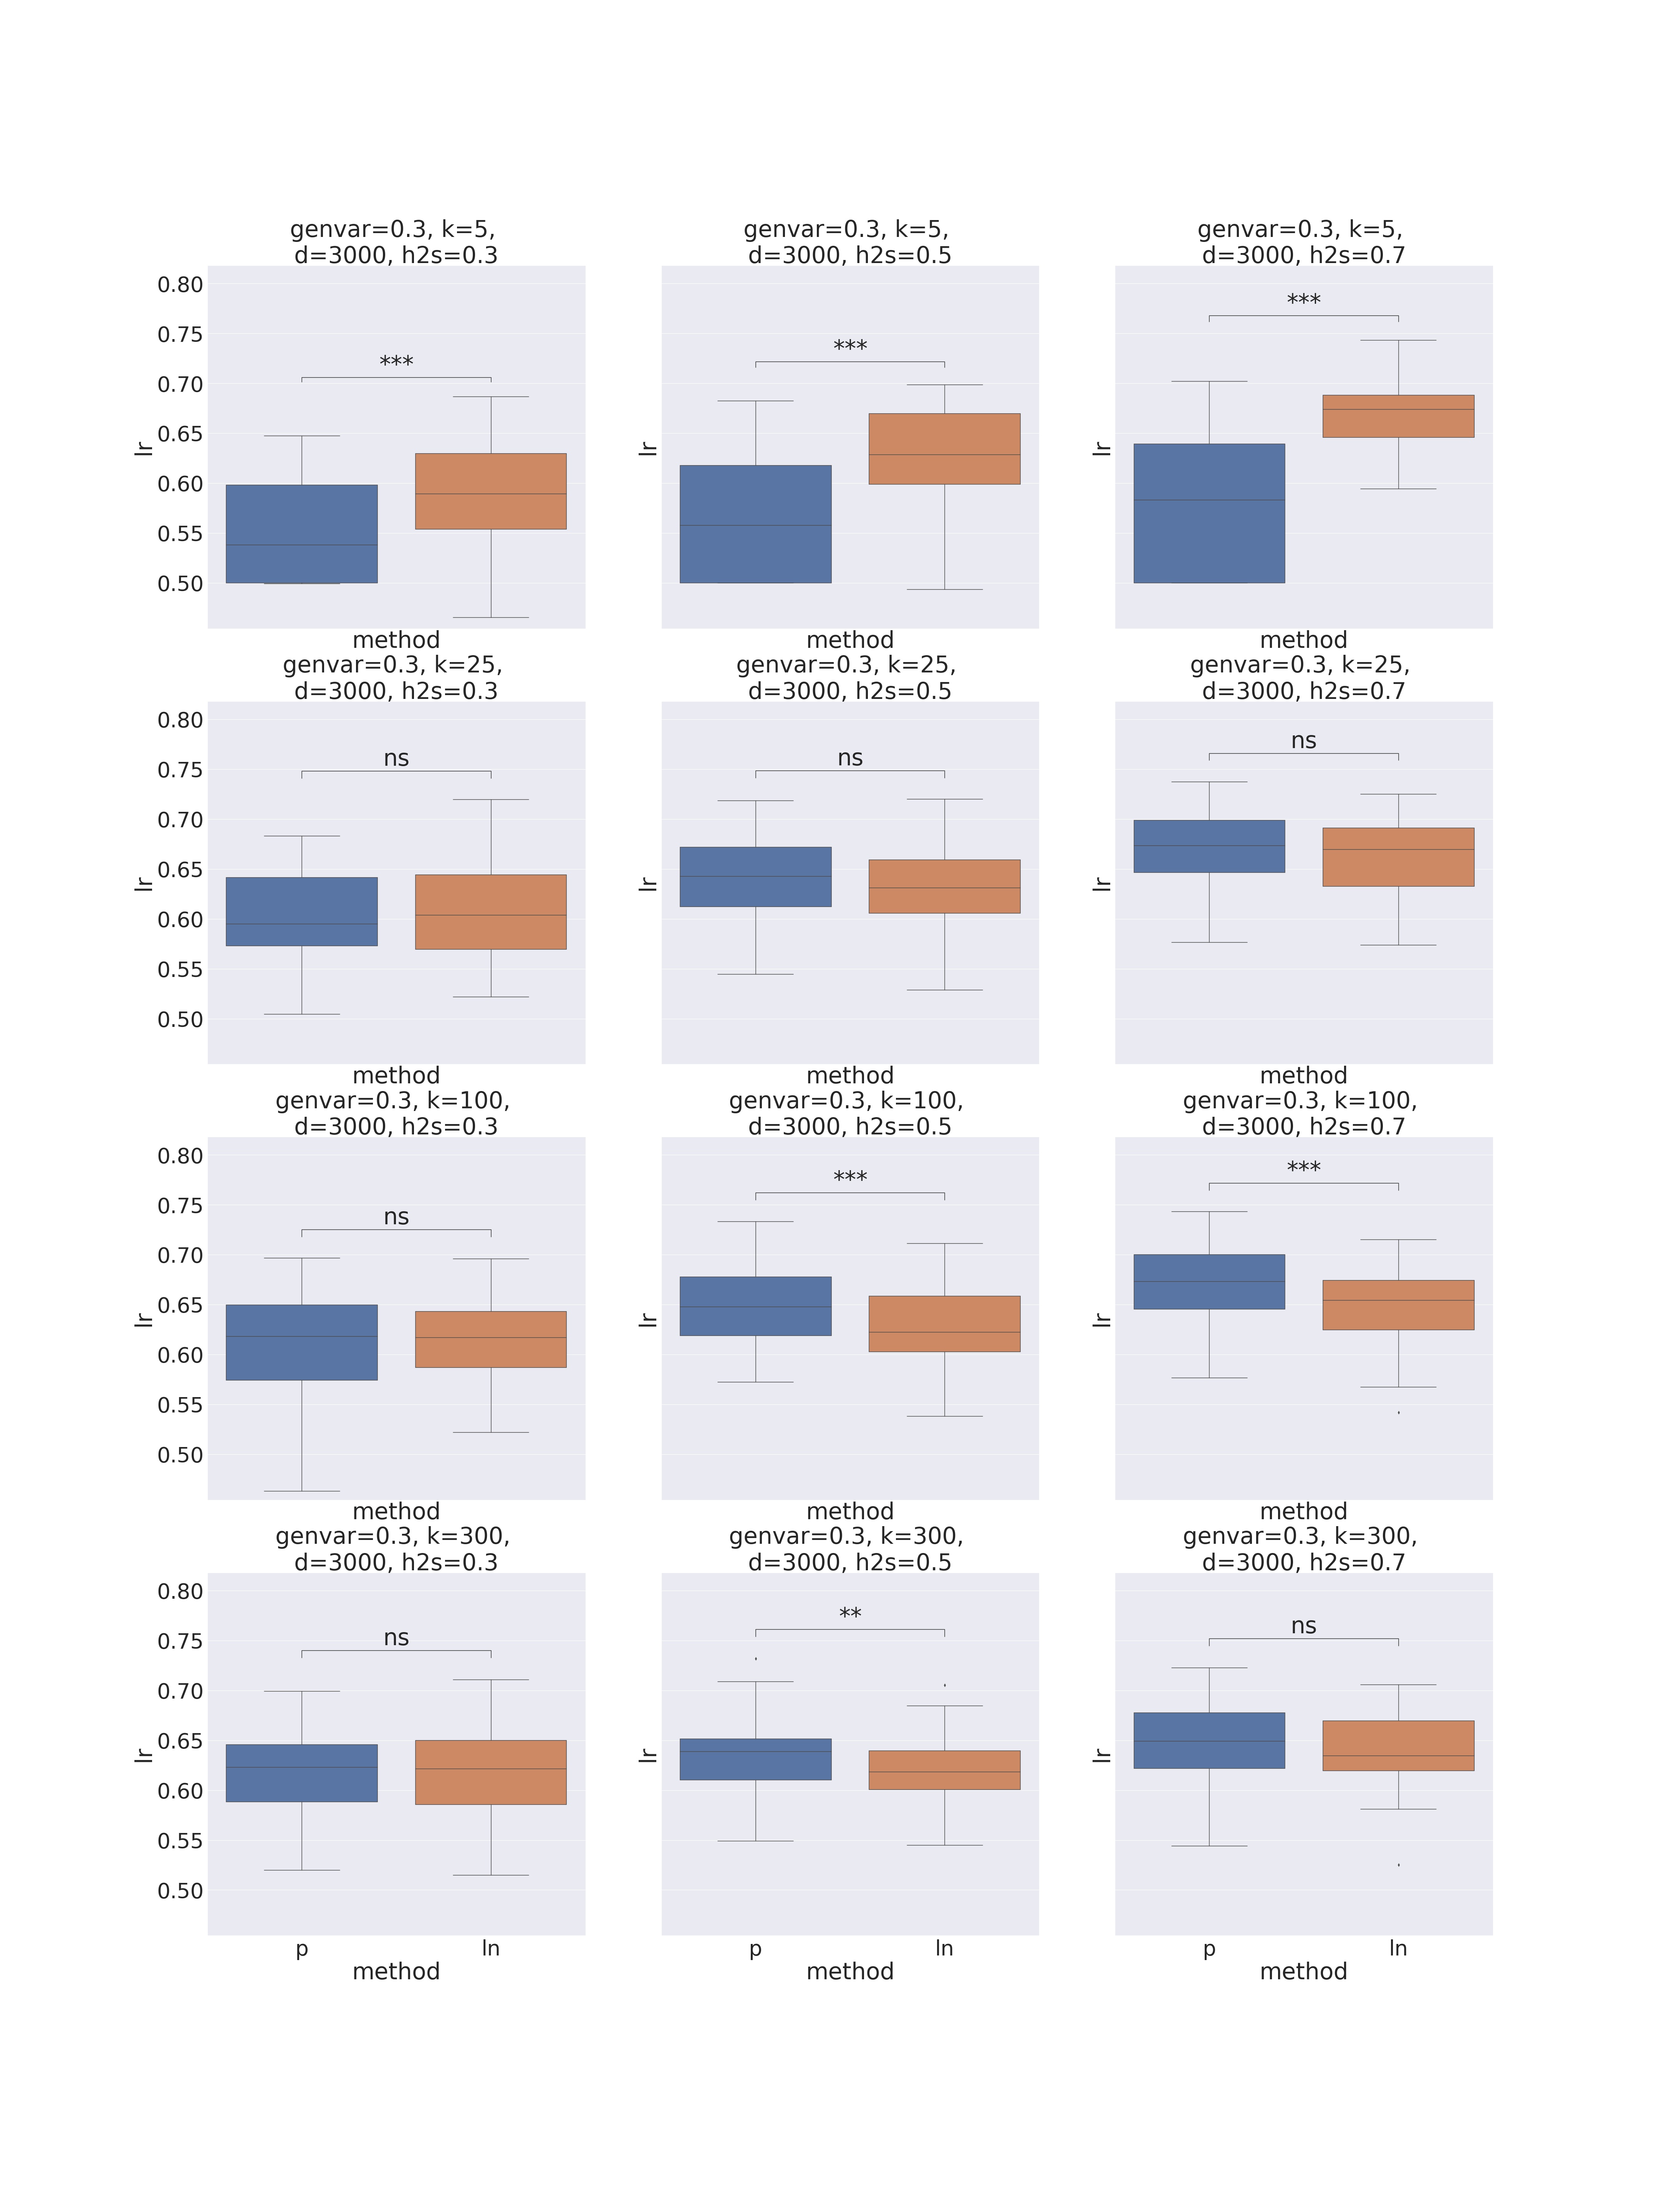 genvar=0.3, k=5,
d=3000, h2s=0.3
genvar=0.3, k=5,
d=3000, h2s=0.5
genvar=0.3, k=5,
d=3000, h2s=0.7
0.80
0.75
0.70
0.65
0.60
0.55
0.50
lr
***
method
lr
***
method
lr
***
method
genvar=0.3, k=25,
d=3000, h2s=0.3
genvar=0.3, k=25,
d=3000, h2s=0.5
genvar=0.3, k=25,
d=3000, h2s=0.7
0.80
0.75
0.70
0.65
0.60
0.55
0.50
lr
ns
method
lr
ns
method
lr
ns
method
genvar=0.3, k=100,
d=3000, h2s=0.3
genvar=0.3, k=100,
d=3000, h2s=0.5
genvar=0.3, k=100,
d=3000, h2s=0.7
0.80
0.75
0.70
0.65
0.60
0.55
0.50
lr
ns
method
lr
***
method
lr
***
method
genvar=0.3, k=300,
d=3000, h2s=0.3
genvar=0.3, k=300,
d=3000, h2s=0.5
genvar=0.3, k=300,
d=3000, h2s=0.7
0.80
0.75
0.70
0.65
0.60
0.55
0.50
lr
ns
p ln
method
lr
**
p ln
method
lr
ns
p ln
method